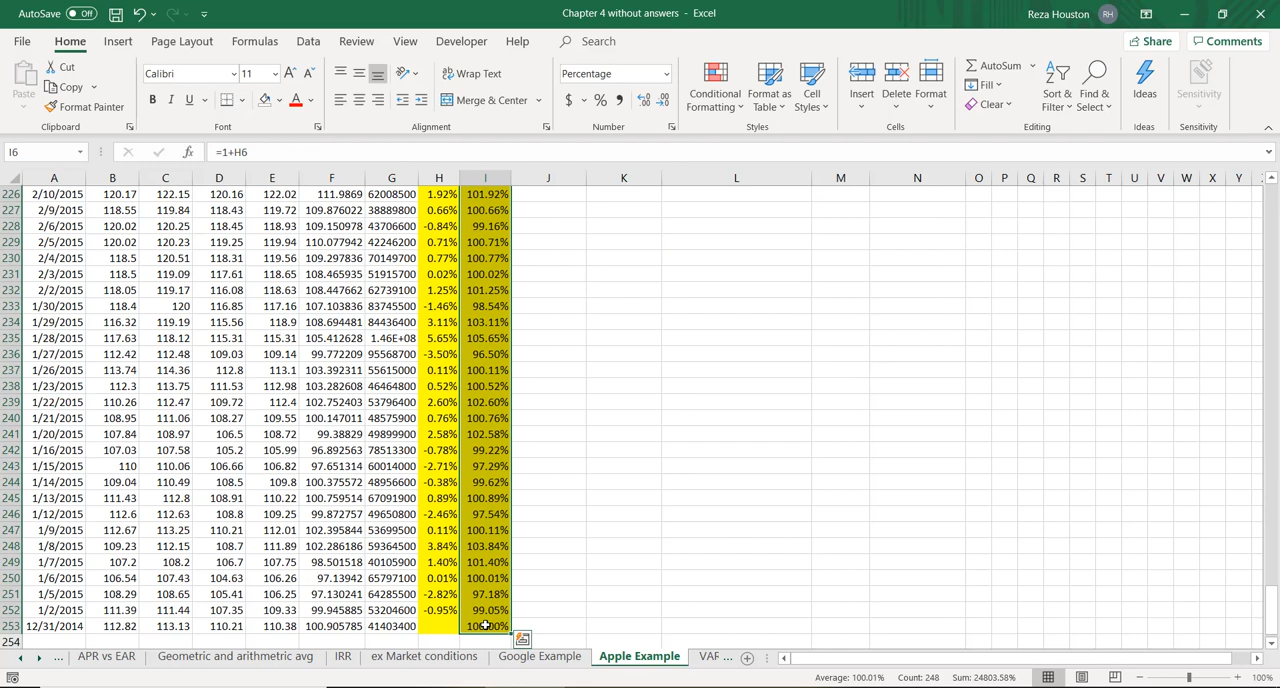 AutoSave Off Chapter 4 without answers - Excel Reza Houston RH
File Home Insert Page Layout Formulas Data Review View Developer Help Search Share Comments
Paste Cut Copy Format Painter Calibri 11 Wrap Text Merge & Center Percentage Conditional Formatting Format as Table Cell Styles Insert Delete Format AutoSum Fill Clear Sort & Filter Find & Select Ideas Sensitivity
Clipboard Font Alignment Number Styles Cells Editing Ideas Sensitivity
I6 fx =1+H6
A B C D E F G H I J K L M N O P Q R S T U V W X Y
226 2/10/2015 120.17 122.15 120.16 122.02 111.9869 62008500 1.92% 101.92%
227 2/9/2015 118.55 119.84 118.43 119.72 109.876022 38889800 0.66% 100.66%
228 2/6/2015 120.02 120.25 118.45 118.93 109.150978 43706600 -0.84% 99.16%
229 2/5/2015 120.02 120.23 119.25 119.94 110.077942 42246200 0.71% 100.71%
230 2/4/2015 118.5 120.51 118.31 119.56 109.297836 70149700 0.77% 100.77%
231 2/3/2015 118.5 119.09 117.61 118.65 108.465935 51915700 0.02% 100.02%
232 2/2/2015 118.05 119.17 116.08 118.63 108.447662 62739100 1.25% 101.25%
233 1/30/2015 118.4 120 116.85 117.16 107.103836 83745500 -1.46% 98.54%
234 1/29/2015 116.32 119.19 115.56 118.9 108.694481 84436400 3.11% 103.11%
235 1/28/2015 117.63 118.12 115.31 115.31 105.412628 1.46E+08 5.65% 105.65%
236 1/27/2015 112.42 112.48 109.03 109.14 99.772209 95568700 -3.50% 96.50%
237 1/26/2015 113.74 114.36 112.8 113.1 103.392311 55615000 0.11% 100.11%
238 1/23/2015 112.3 113.75 111.53 112.98 103.282608 46464800 0.52% 100.52%
239 1/22/2015 110.26 112.47 109.72 112.4 102.752403 53796400 2.60% 102.60%
240 1/21/2015 108.95 111.06 108.27 109.55 100.147011 48575900 0.76% 100.76%
241 1/20/2015 107.84 108.97 106.5 108.72 99.38829 49899900 2.58% 102.58%
242 1/16/2015 107.03 107.58 105.2 105.99 96.892563 78513300 -0.78% 99.22%
243 1/15/2015 110 110.06 106.66 106.82 97.651314 60014000 -2.71% 97.29%
244 1/14/2015 109.04 110.49 108.5 109.8 100.375572 48956600 -0.38% 99.62%
245 1/13/2015 111.43 112.8 108.91 110.22 100.759514 67091900 0.89% 100.89%
246 1/12/2015 112.6 112.63 108.8 109.25 99.872757 49650800 -2.46% 97.54%
247 1/9/2015 112.67 113.25 110.21 112.01 102.395844 53699500 0.11% 100.11%
248 1/8/2015 109.23 112.15 108.7 111.89 102.286186 59364500 3.84% 103.84%
249 1/7/2015 107.2 108.2 106.7 107.75 98.501518 40105900 1.40% 101.40%
250 1/6/2015 106.54 107.43 104.63 106.26 97.13942 65797100 0.01% 100.01%
251 1/5/2015 108.29 108.65 105.41 106.25 97.130241 64285500 -2.82% 97.18%
252 1/2/2015 111.39 111.44 107.35 109.33 99.945885 53204600 -0.95% 99.05%
253 12/31/2014 112.82 113.13 110.21 110.38 100.905785 41403400 100.00%
254
... APR vs EAR Geometric and arithmetric avg IRR ex Market conditions Google Example Apple Example VAR ...
Average: 100.01% Count: 248 Sum: 24803.58% 100%